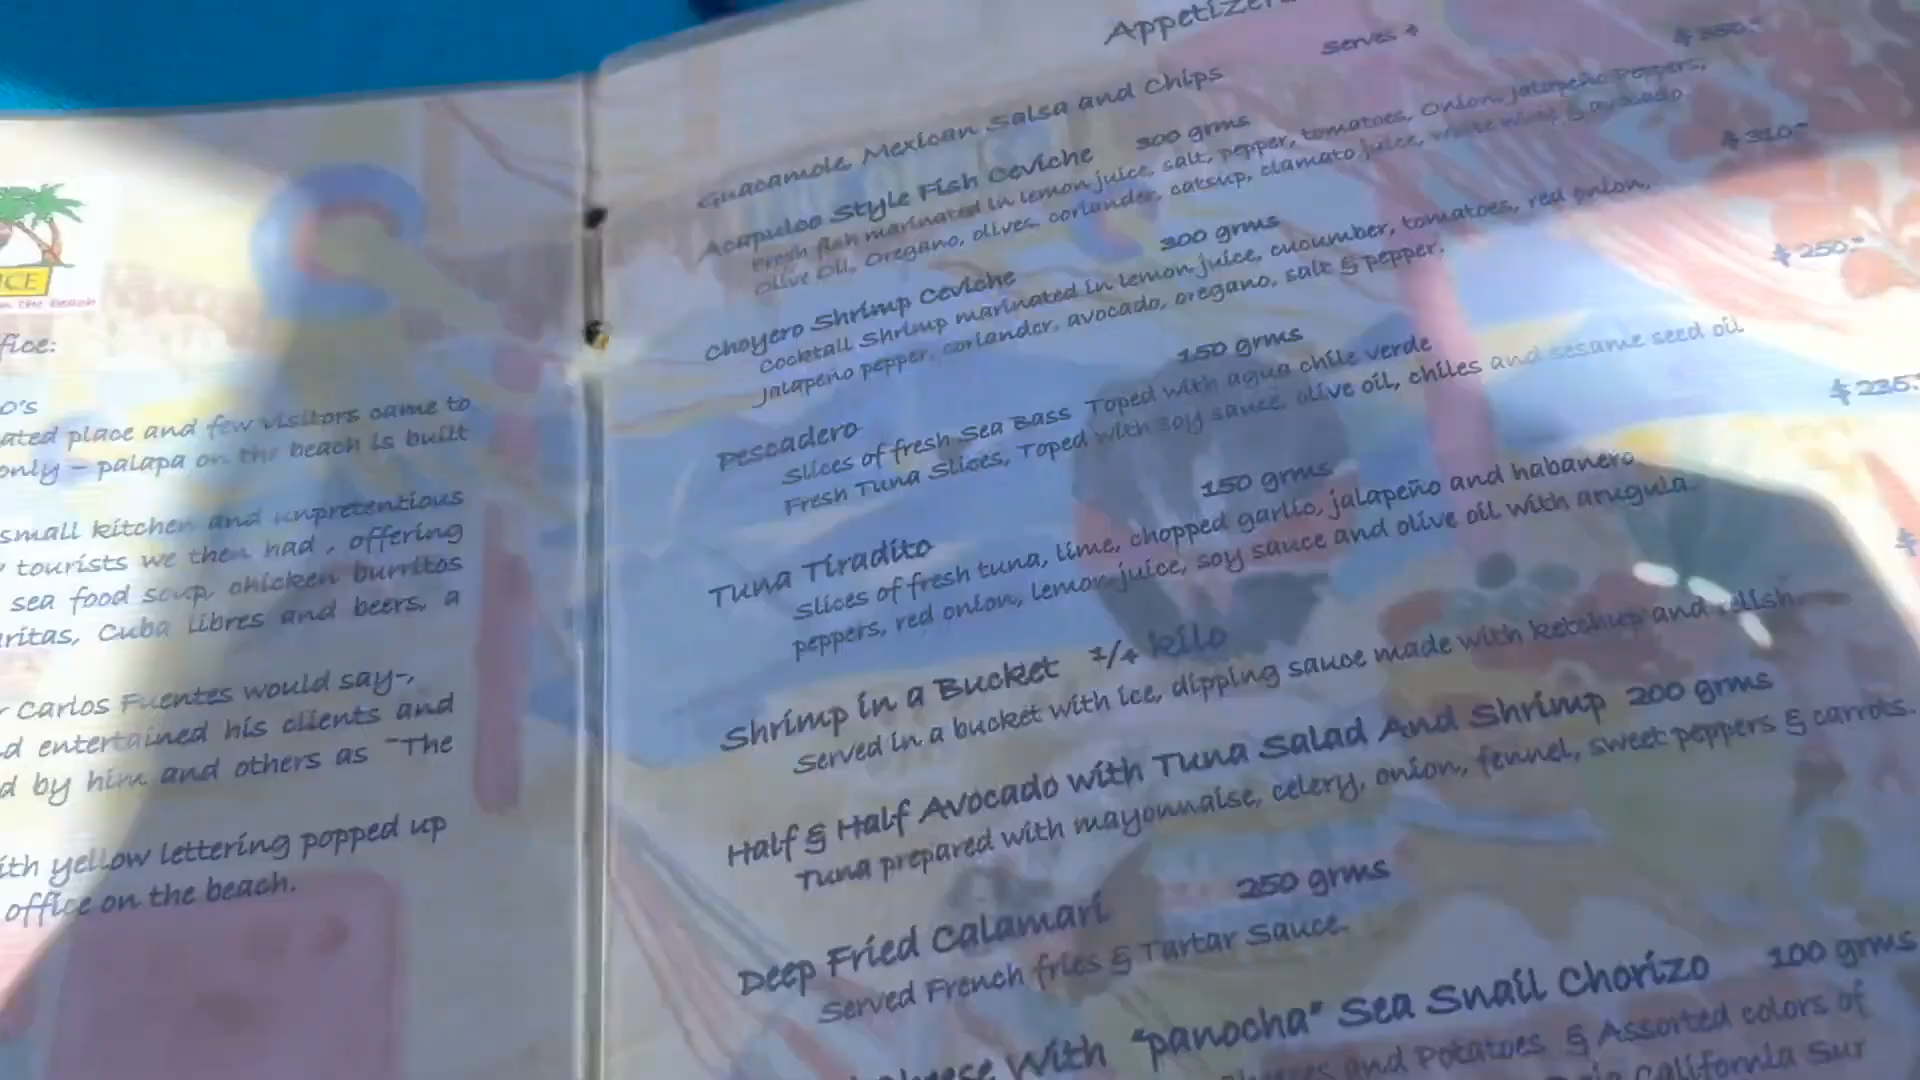 ICE
on the beach
fice:
o's
ated place and few visitors came to
only - palapa on the beach is built
small kitchen and unpretentious
tourists we then had, offering
sea food soup, chicken burritos
ritas, Cuba libres and beers, a
r Carlos Fuentes would say-,
d entertained his clients and
d by him and others as "The
ith yellow lettering popped up
office on the beach.
Appetizer
Guacamole Mexican Salsa and Chips serves 4
Acapulco Style Fish Ceviche 300 grms
Fresh fish marinated in lemon juice, salt, pepper, tomatoes, onion, jalapeño peppers,
Olive Oil, Oregano, olives, coriander, catsup, clamato juice, white wine & avocado
Choyero Shrimp Ceviche 300 grms $ 310.-
Cocktail Shrimp marinated in lemon juice, cucumber, tomatoes, red onion,
jalapeño pepper, coriander, avocado, oregano, salt & pepper.
Pescadero 150 grms $ 250.-
Slices of fresh Sea Bass Toped with agua chile verde
Fresh Tuna Slices, Toped with soy sauce, olive oil, chiles and sesame seed oil
Tuna Tiradito 150 grms $ 235.
Slices of fresh tuna, lime, chopped garlic, jalapeño and habanero
peppers, red onion, lemon juice, soy sauce and olive oil with arugula
Shrimp in a Bucket 1/4 kilo $
Served in a bucket with ice, dipping sauce made with ketchup and relish.
Half & Half Avocado with Tuna Salad And Shrimp 200 grms
Tuna prepared with mayonnaise, celery, onion, fennel, sweet peppers & carrots.
Deep Fried Calamari 250 grms
Served French fries & Tartar Sauce.
Cheese With "panocha" Sea Snail Chorizo 100 grms
and Potatoes & Assorted colors of
California Sur